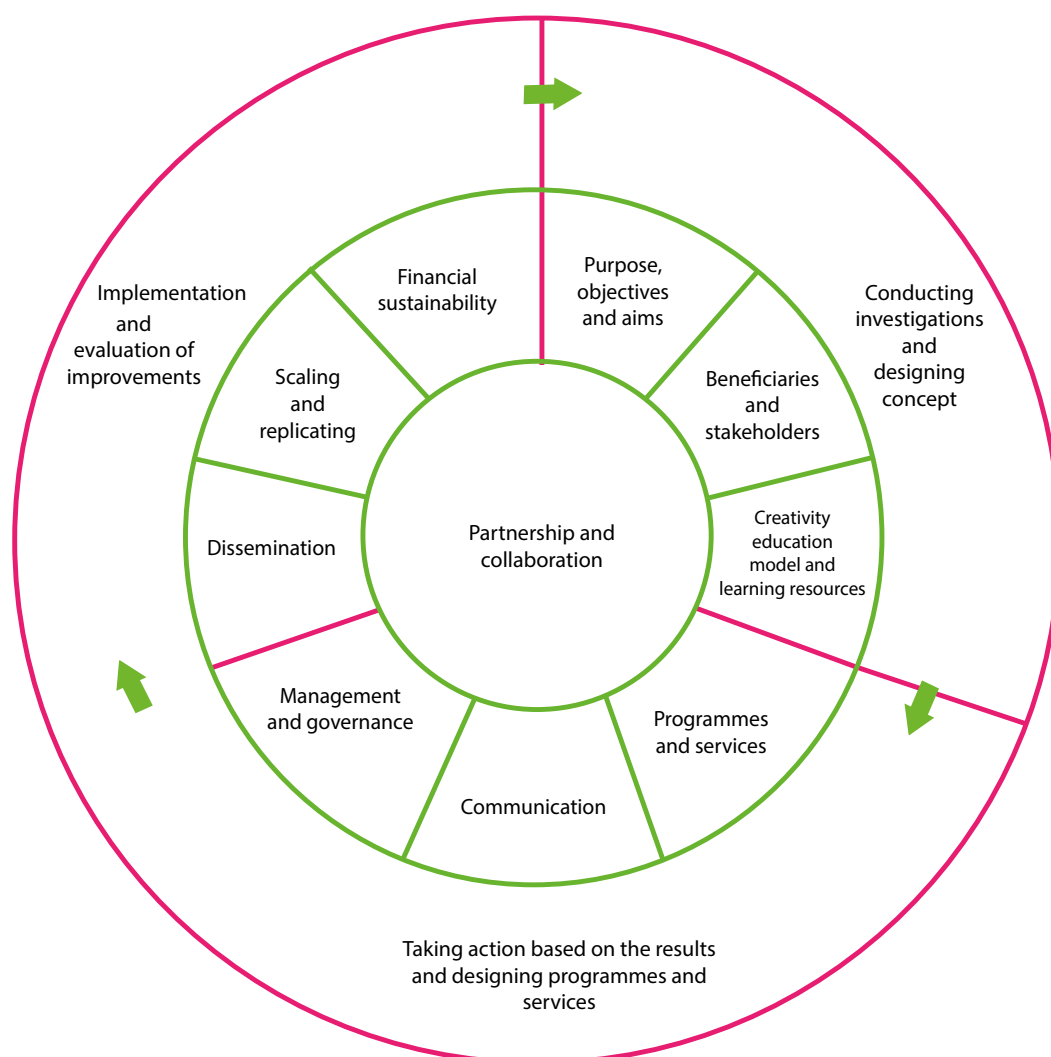 Purpose,
objectives
and aims
Beneficiaries
and
stakeholders
Creativity
education
model and
learning resources
Programmes
and services
Communication
Management
and governance
Dissemination
Scaling
and
replicating
Financial
sustainability
Partnership and
collaboration
Conducting
investigations
and
designing
concept
Taking action based on the results
and designing programmes and
services
Implementation
and
evaluation of
improvements